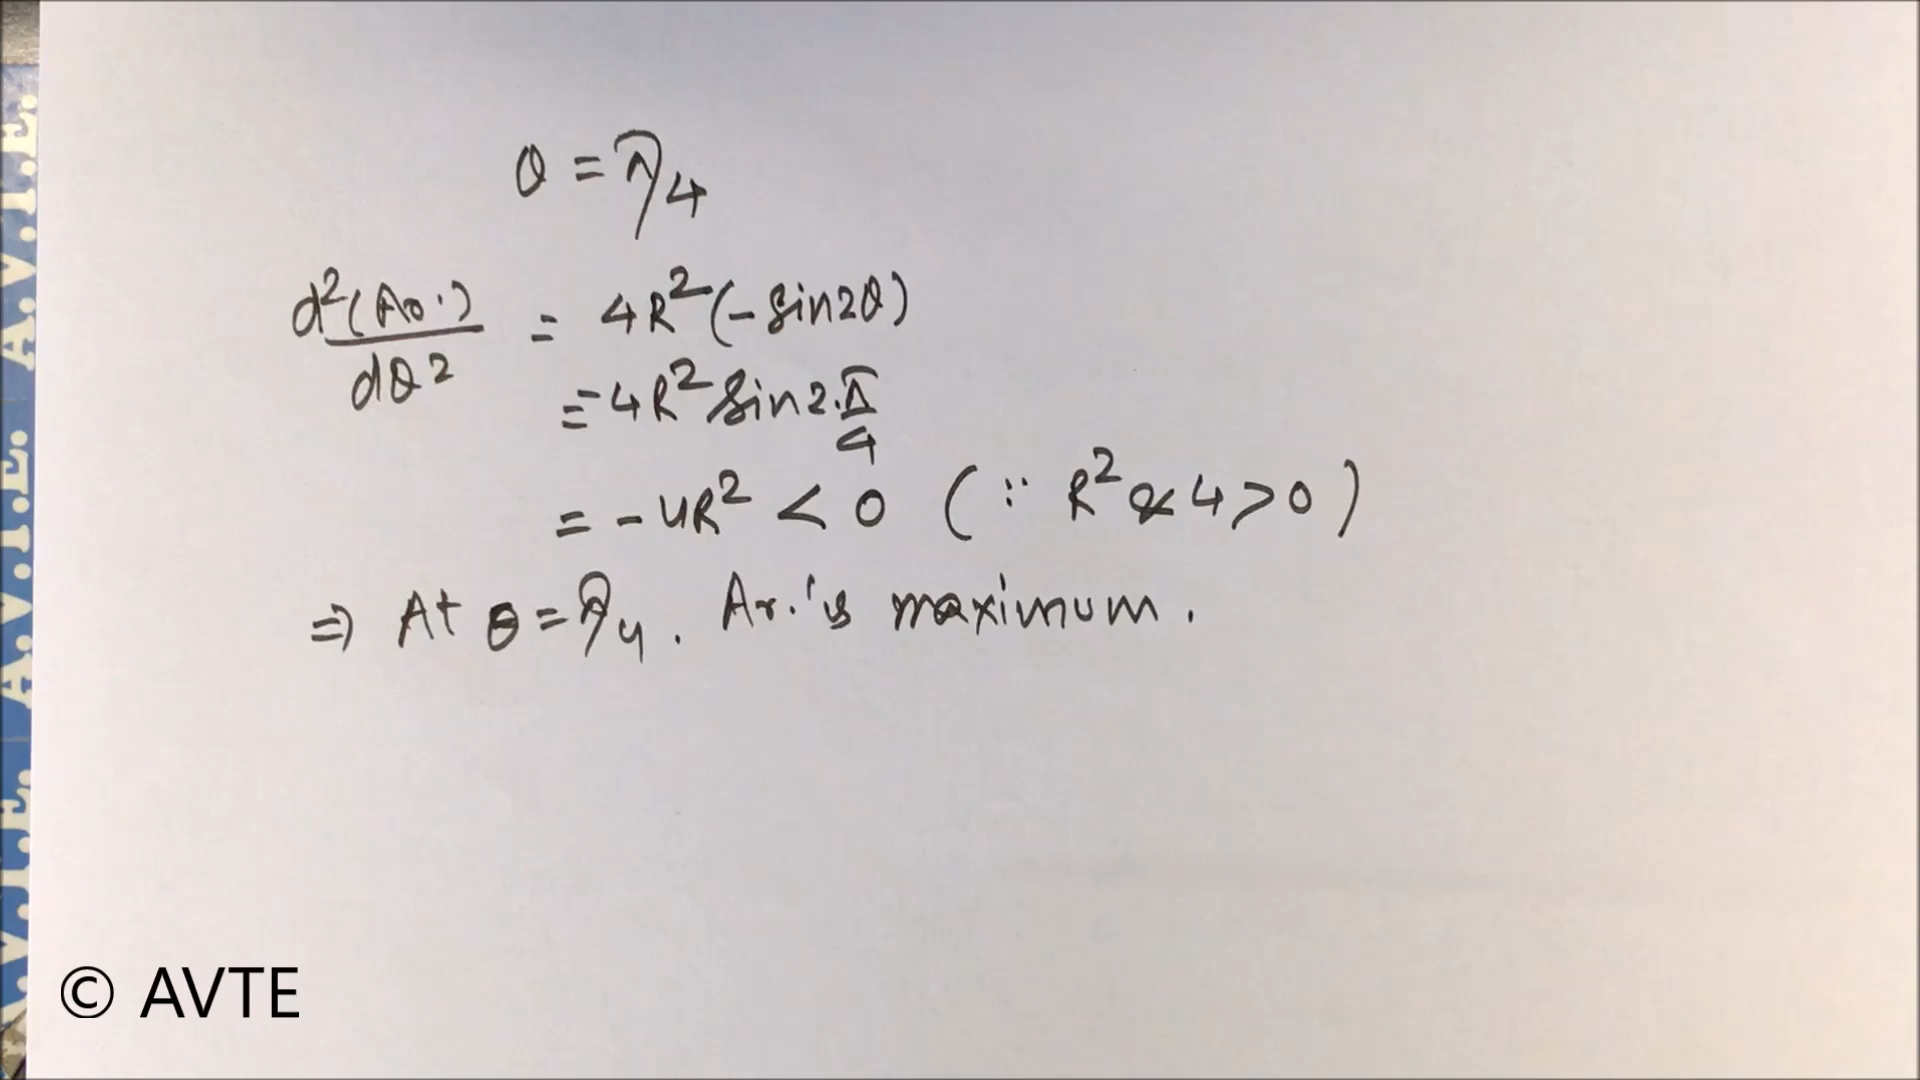 θ = π/4
d²(Ar.)/dθ² = 4R²(-sin2θ)
= -4R² sin2.π/4
= -4R² < 0 (∵ R² & 4 > 0)
⇒ At θ = π/4. Ar. is maximum.
A.V.T.E. A.V.T.E. A.V.T.E. A.V.T.E.
© AVTE